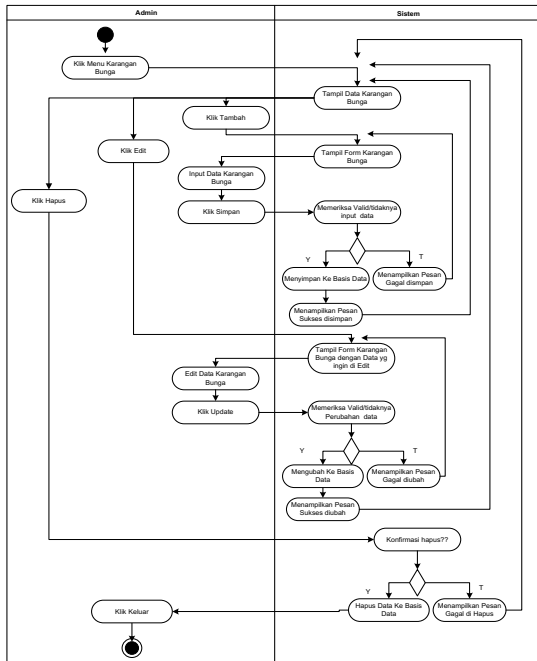 Admin
Sistem
Klik Menu Karangan
Bunga
Tampil Data Karangan
Bunga
Klik Tambah
Klik Edit
Tampil Form Karangan
Bunga
Input Data Karangan
Bunga
Klik Hapus
Klik Simpan
Memeriksa Valid/tidaknya
input data
Y
T
Menyimpan Ke Basis Data
Menampilkan Pesan
Gagal dismpan
Menampilkan Pesan
Sukses disimpan
Tampil Form Karangan
Bunga dengan Data yg
ingin di Edit
Edit Data Karangan
Bunga
Klik Update
Memeriksa Valid/tidaknya
Perubahan data
Y
T
Mengubah Ke Basis
Data
Menampilkan Pesan
Gagal diubah
Menampilkan Pesan
Sukses diubah
Konfirmasi hapus??
Y
T
Klik Keluar
Hapus Data Ke Basis
Data
Menampilkan Pesan
Gagal di Hapus